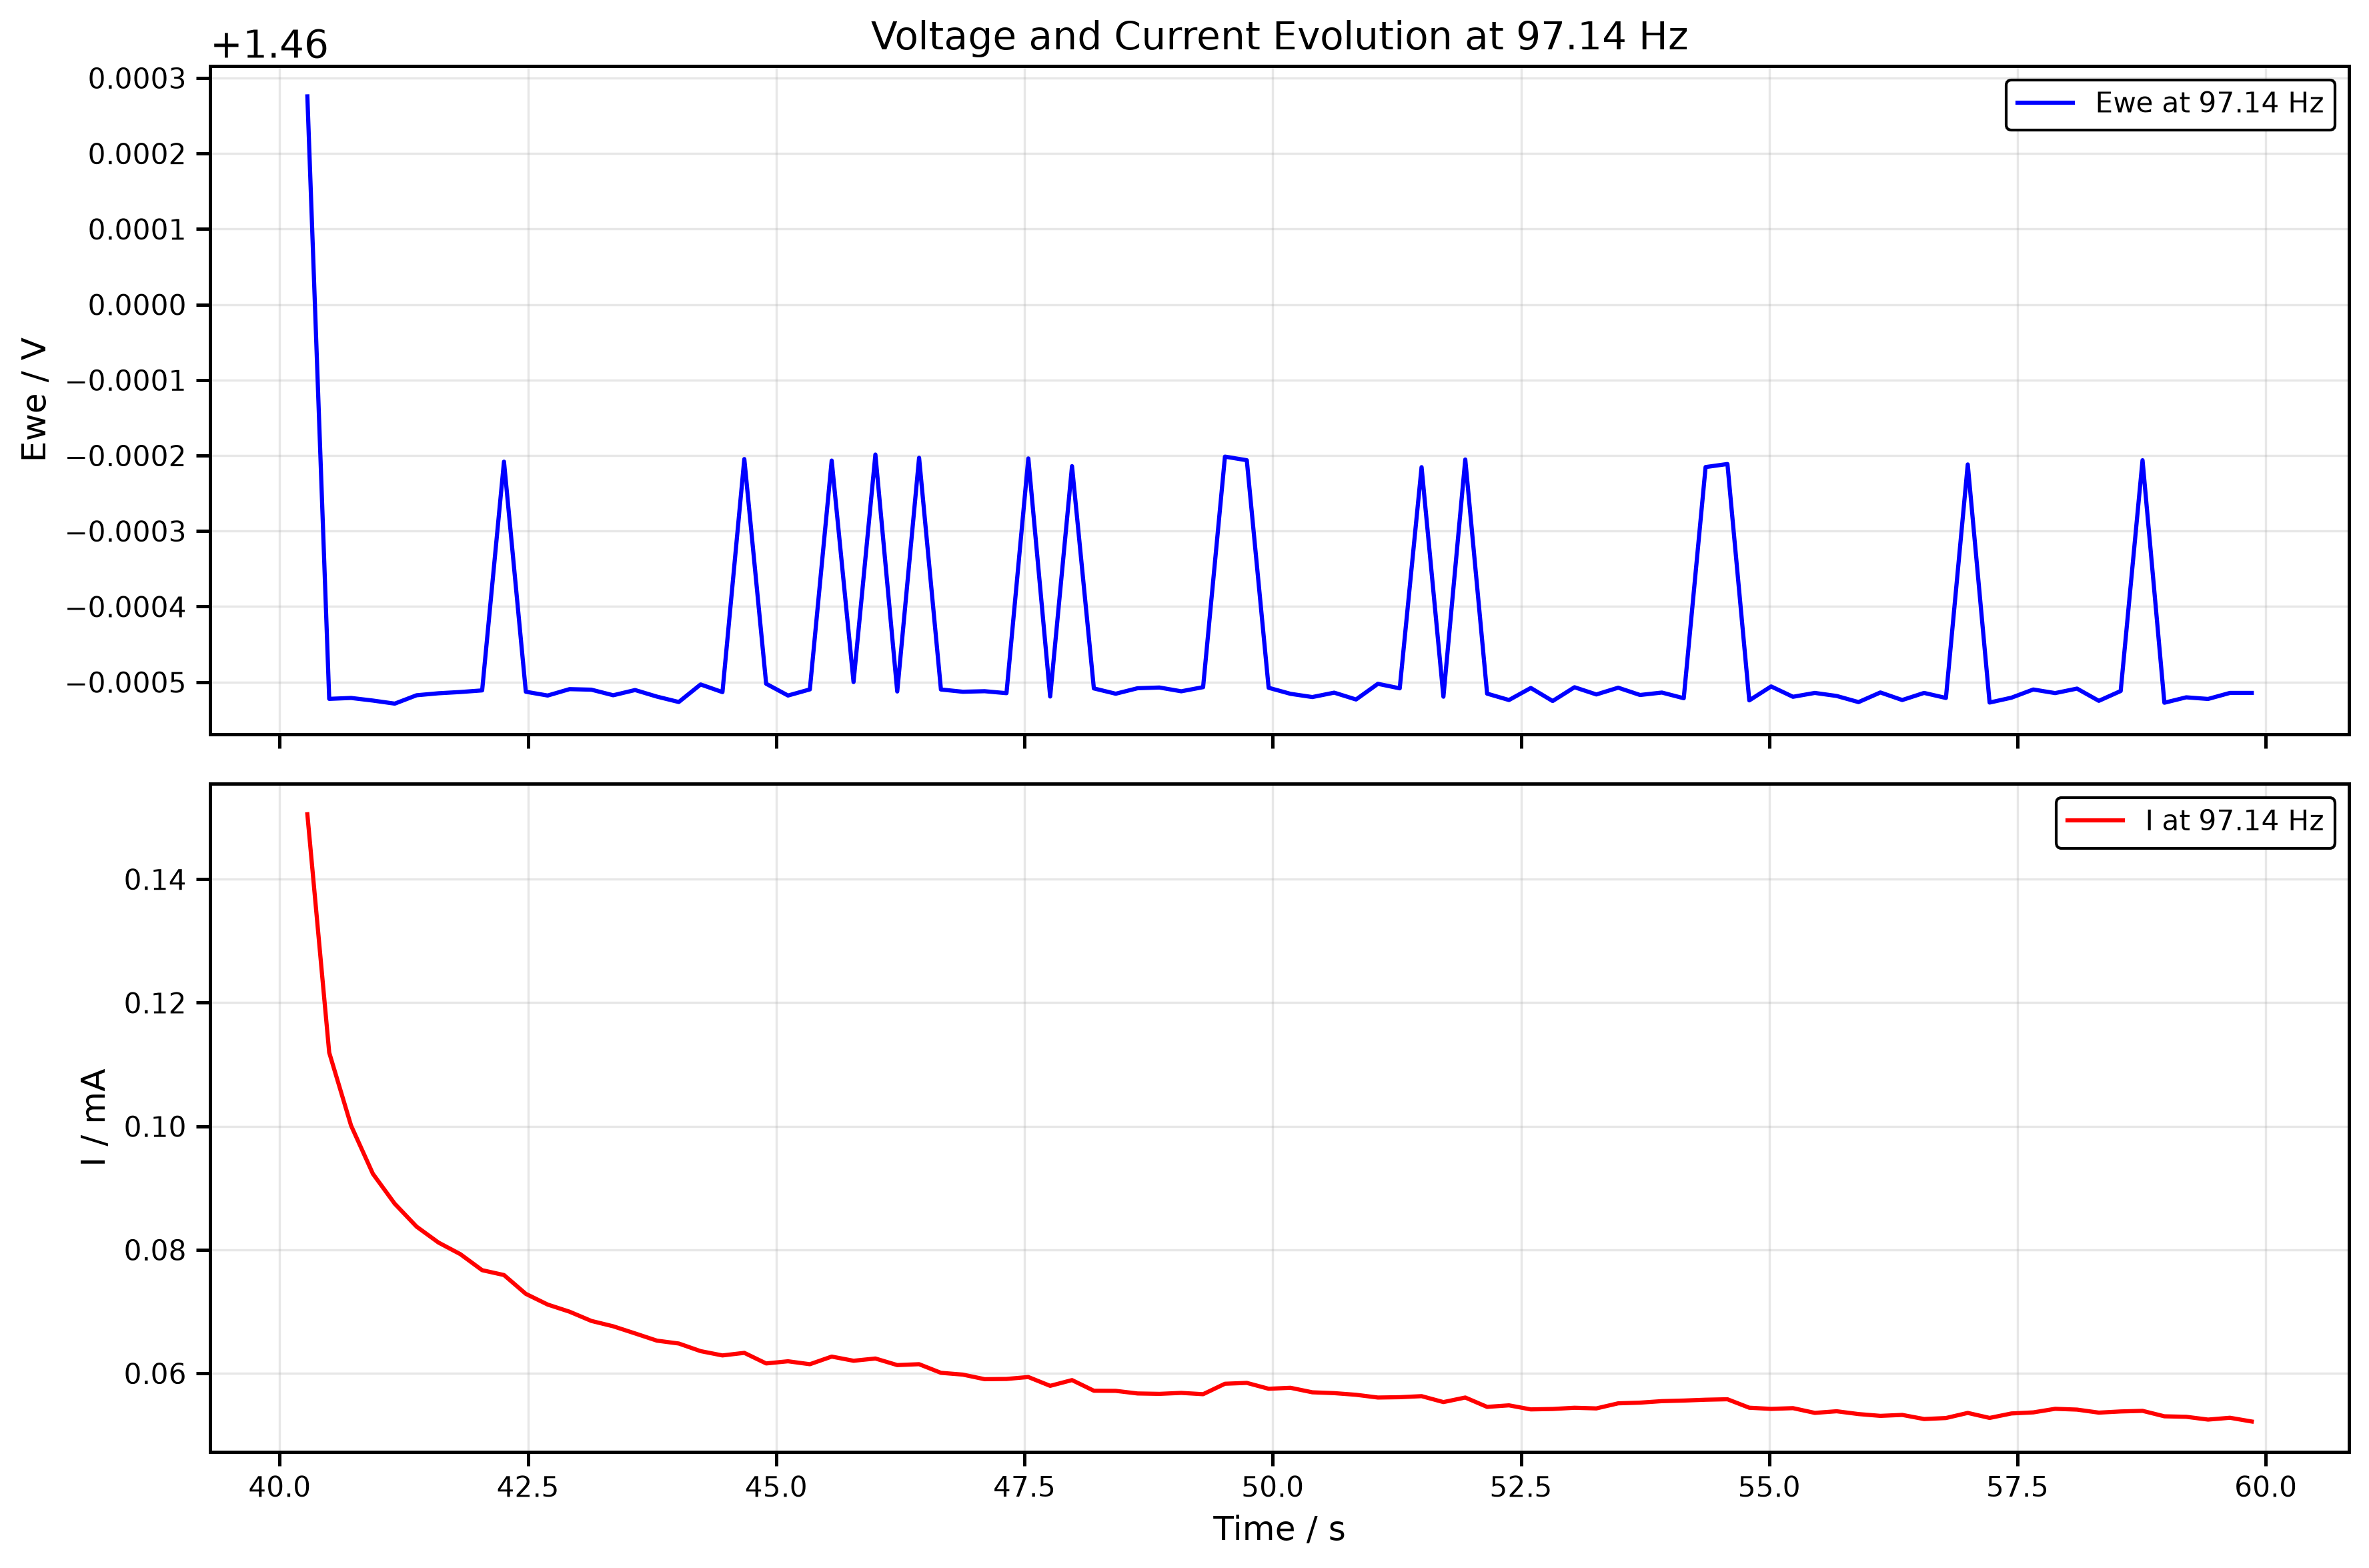 Voltage and Current Evolution at 97.14 Hz
+1.46
0.0003
0.0002
0.0001
0.0000
−0.0001
−0.0002
−0.0003
−0.0004
−0.0005
Ewe / V
Ewe at 97.14 Hz
0.14
0.12
0.10
0.08
0.06
I / mA
I at 97.14 Hz
40.0 42.5 45.0 47.5 50.0 52.5 55.0 57.5 60.0
Time / s